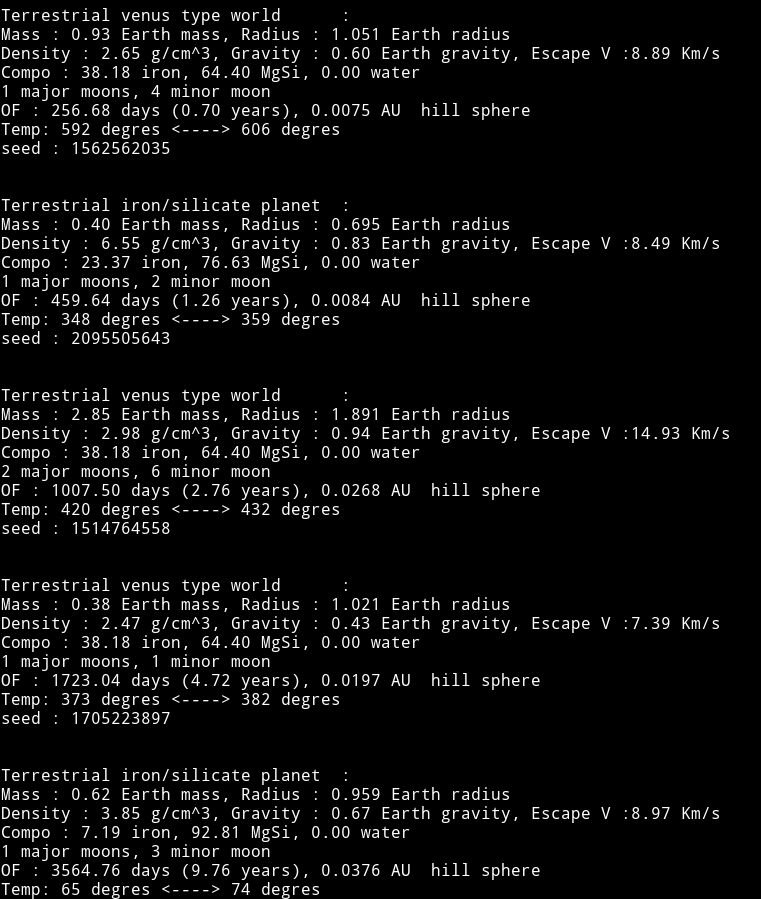 Terrestrial venus type world      :
Mass : 0.93 Earth mass, Radius : 1.051 Earth radius
Density : 2.65 g/cm^3, Gravity : 0.60 Earth gravity, Escape V :8.89 Km/s
Compo : 38.18 iron, 64.40 MgSi, 0.00 water
1 major moons, 4 minor moon
OF : 256.68 days (0.70 years), 0.0075 AU  hill sphere
Temp: 592 degres <----> 606 degres
seed : 1562562035
Terrestrial iron/silicate planet  :
Mass : 0.40 Earth mass, Radius : 0.695 Earth radius
Density : 6.55 g/cm^3, Gravity : 0.83 Earth gravity, Escape V :8.49 Km/s
Compo : 23.37 iron, 76.63 MgSi, 0.00 water
1 major moons, 2 minor moon
OF : 459.64 days (1.26 years), 0.0084 AU  hill sphere
Temp: 348 degres <----> 359 degres
seed : 2095505643
Terrestrial venus type world      :
Mass : 2.85 Earth mass, Radius : 1.891 Earth radius
Density : 2.98 g/cm^3, Gravity : 0.94 Earth gravity, Escape V :14.93 Km/s
Compo : 38.18 iron, 64.40 MgSi, 0.00 water
2 major moons, 6 minor moon
OF : 1007.50 days (2.76 years), 0.0268 AU  hill sphere
Temp: 420 degres <----> 432 degres
seed : 1514764558
Terrestrial venus type world      :
Mass : 0.38 Earth mass, Radius : 1.021 Earth radius
Density : 2.47 g/cm^3, Gravity : 0.43 Earth gravity, Escape V :7.39 Km/s
Compo : 38.18 iron, 64.40 MgSi, 0.00 water
1 major moons, 1 minor moon
OF : 1723.04 days (4.72 years), 0.0197 AU  hill sphere
Temp: 373 degres <----> 382 degres
seed : 1705223897
Terrestrial iron/silicate planet  :
Mass : 0.62 Earth mass, Radius : 0.959 Earth radius
Density : 3.85 g/cm^3, Gravity : 0.67 Earth gravity, Escape V :8.97 Km/s
Compo : 7.19 iron, 92.81 MgSi, 0.00 water
1 major moons, 3 minor moon
OF : 3564.76 days (9.76 years), 0.0376 AU  hill sphere
Temp: 65 degres <----> 74 degres